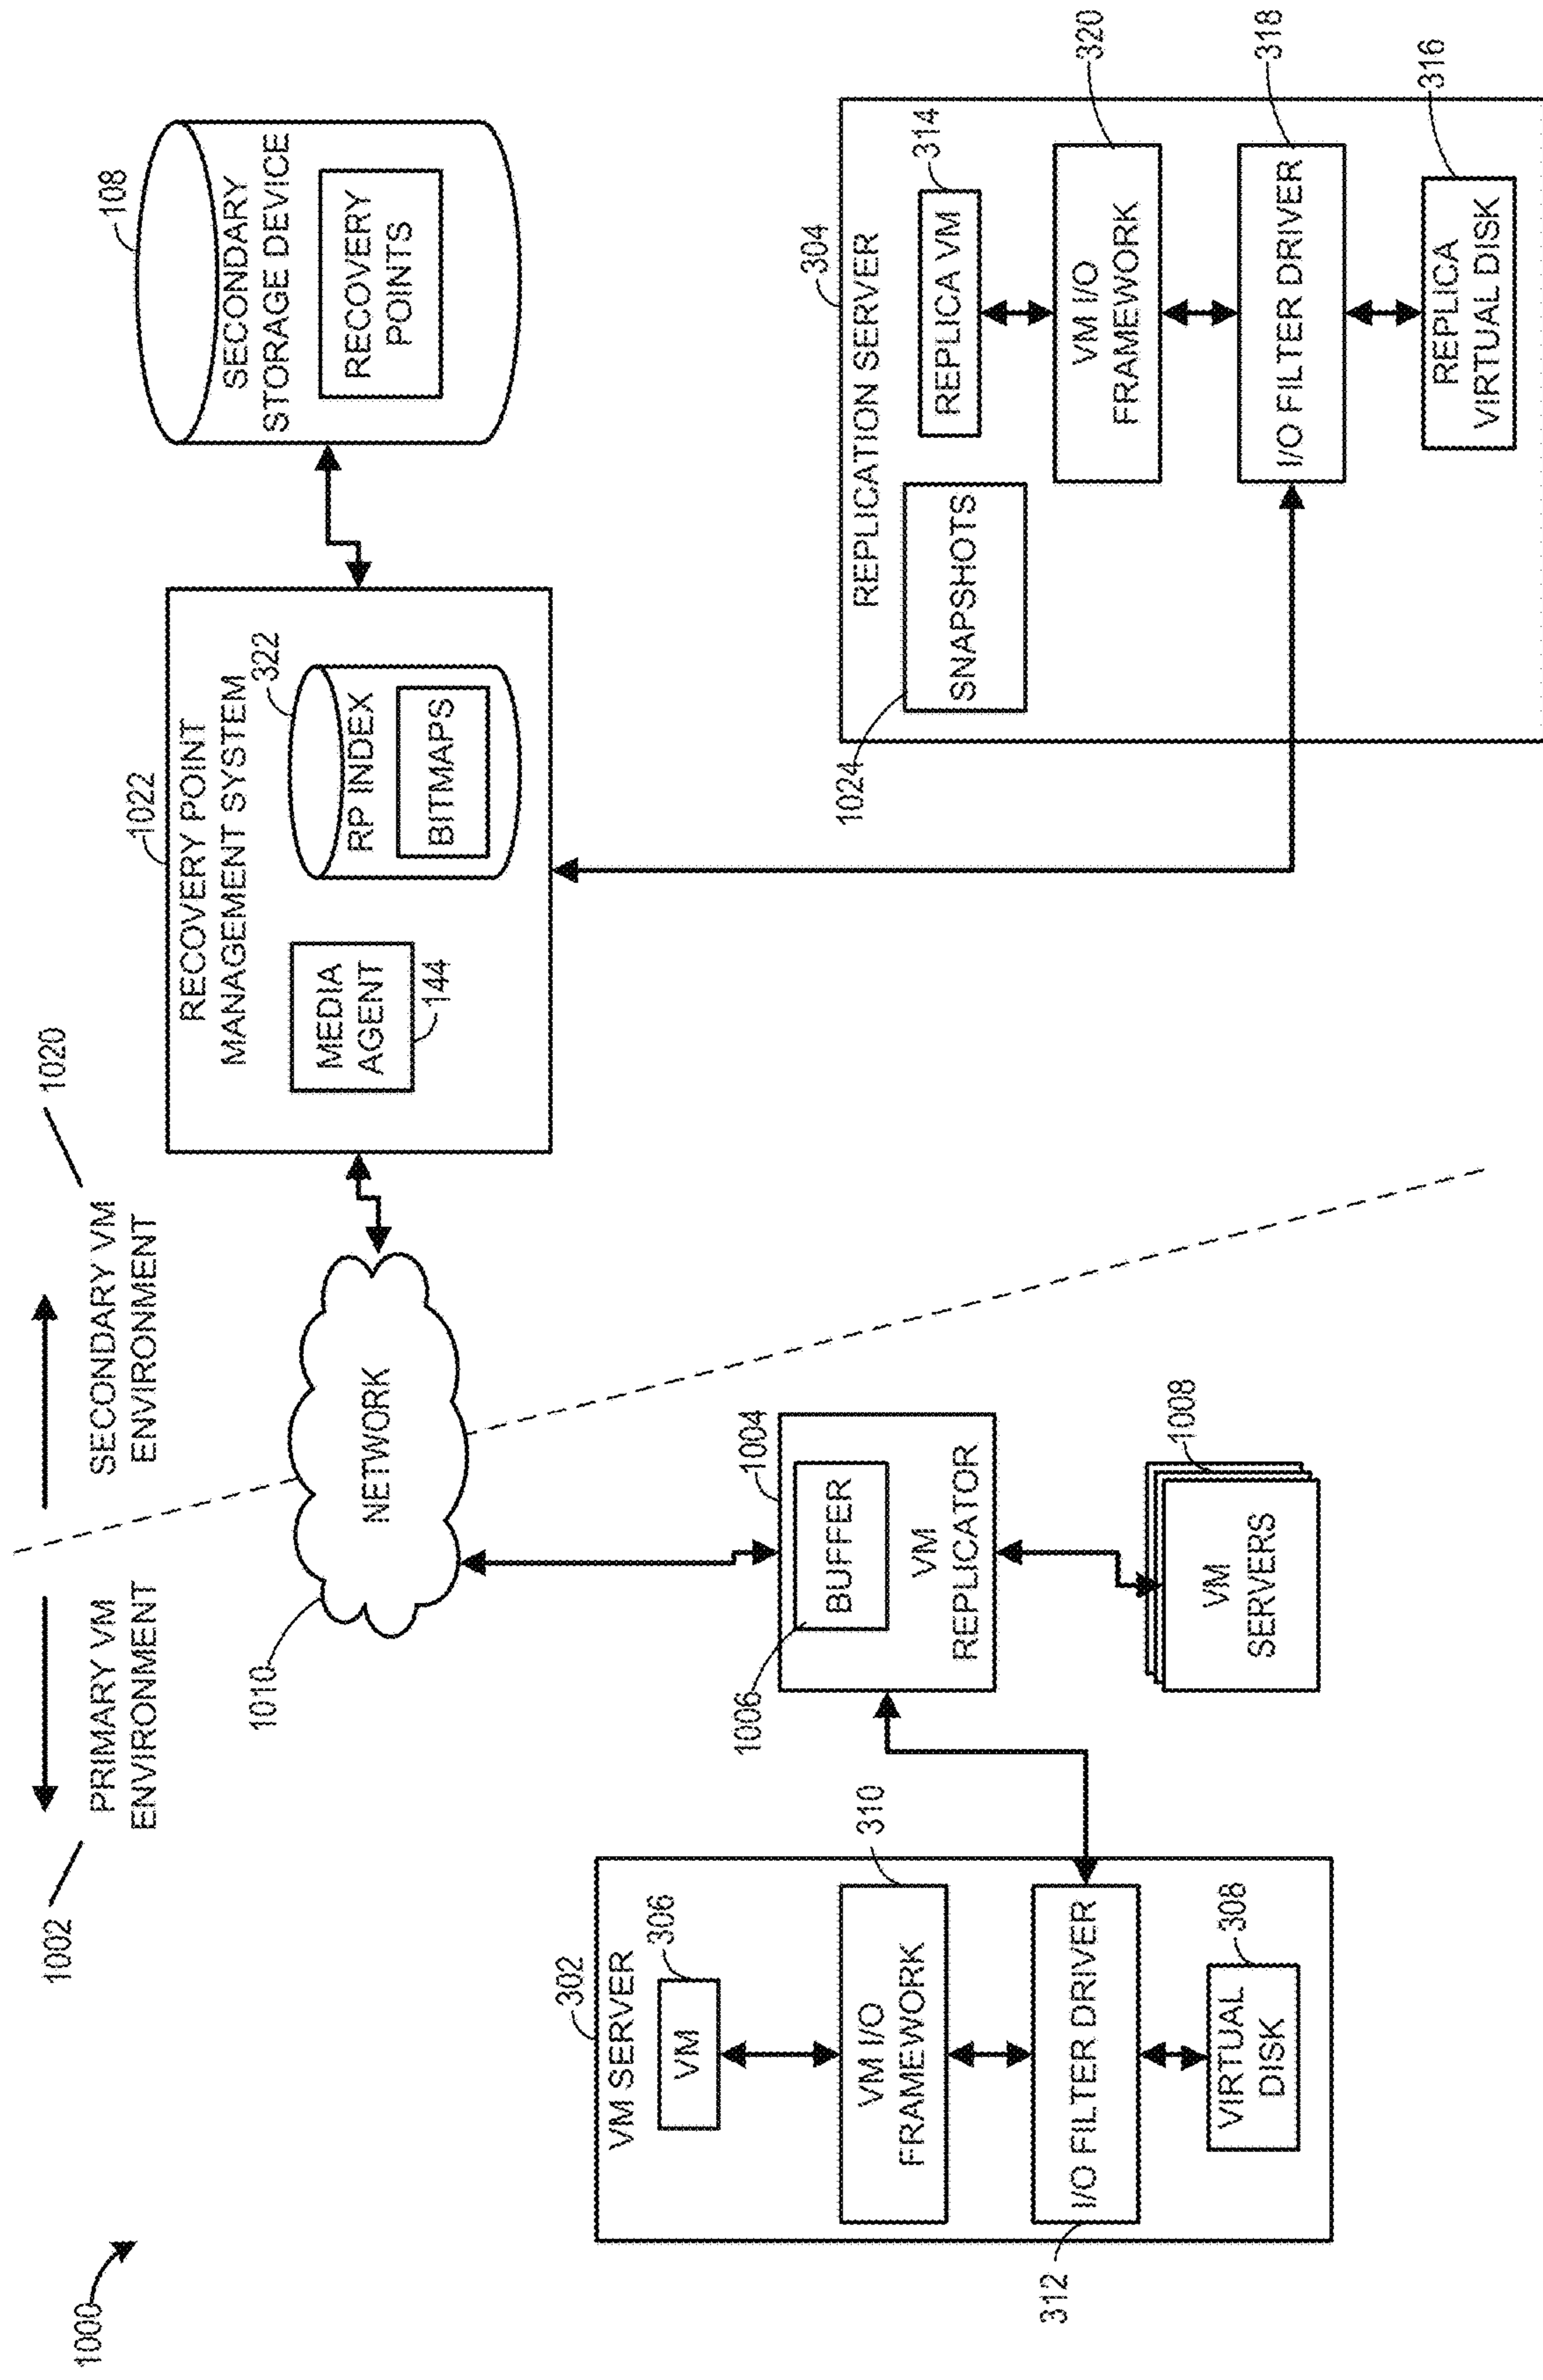 1000
1002
PRIMARY VM
ENVIRONMENT
SECONDARY VM
ENVIRONMENT
1020
1010
NETWORK
1022
RECOVERY POINT
MANAGEMENT SYSTEM
MEDIA
AGENT
144
322
RP INDEX
BITMAPS
108
SECONDARY
STORAGE DEVICE
RECOVERY
POINTS
302
VM SERVER
306
VM
310
VM I/O
FRAMEWORK
312
I/O FILTER DRIVER
308
VIRTUAL
DISK
1004
1006
BUFFER
VM
REPLICATOR
1008
VM
SERVERS
304
REPLICATION SERVER
1024
SNAPSHOTS
314
REPLICA VM
320
VM I/O
FRAMEWORK
318
I/O FILTER DRIVER
316
REPLICA
VIRTUAL DISK